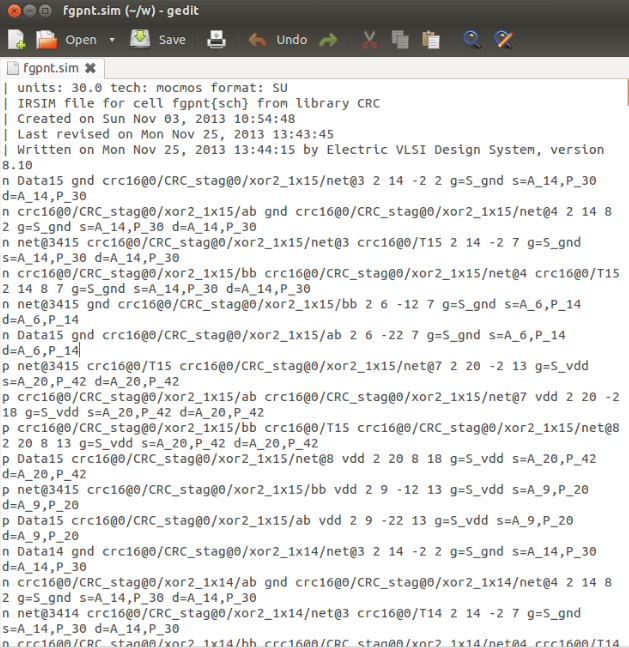 fgpnt.sim (~/w) - gedit
Open Save Undo
fgpnt.sim
| units: 30.0 tech: mocmos format: SU
| IRSIM file for cell fgpnt{sch} from library CRC
| Created on Sun Nov 03, 2013 10:54:48
| Last revised on Mon Nov 25, 2013 13:43:45
| Written on Mon Nov 25, 2013 13:44:15 by Electric VLSI Design System, version
8.10
n Data15 gnd crc16@0/CRC_stag@0/xor2_1x15/net@3 2 14 -2 2 g=S_gnd s=A_14,P_30
d=A_14,P_30
n crc16@0/CRC_stag@0/xor2_1x15/ab gnd crc16@0/CRC_stag@0/xor2_1x15/net@4 2 14 8
2 g=S_gnd s=A_14,P_30 d=A_14,P_30
n net@3415 crc16@0/CRC_stag@0/xor2_1x15/net@3 crc16@0/T15 2 14 -2 7 g=S_gnd
s=A_14,P_30 d=A_14,P_30
n crc16@0/CRC_stag@0/xor2_1x15/bb crc16@0/CRC_stag@0/xor2_1x15/net@4 crc16@0/T15
2 14 8 7 g=S_gnd s=A_14,P_30 d=A_14,P_30
n net@3415 gnd crc16@0/CRC_stag@0/xor2_1x15/bb 2 6 -12 7 g=S_gnd s=A_6,P_14
d=A_6,P_14
n Data15 gnd crc16@0/CRC_stag@0/xor2_1x15/ab 2 6 -22 7 g=S_gnd s=A_6,P_14
d=A_6,P_14
p net@3415 crc16@0/T15 crc16@0/CRC_stag@0/xor2_1x15/net@7 2 20 -2 13 g=S_vdd
s=A_20,P_42 d=A_20,P_42
p crc16@0/CRC_stag@0/xor2_1x15/ab crc16@0/CRC_stag@0/xor2_1x15/net@7 vdd 2 20 -2
18 g=S_vdd s=A_20,P_42 d=A_20,P_42
p crc16@0/CRC_stag@0/xor2_1x15/bb crc16@0/T15 crc16@0/CRC_stag@0/xor2_1x15/net@8
2 20 8 13 g=S_vdd s=A_20,P_42 d=A_20,P_42
p Data15 crc16@0/CRC_stag@0/xor2_1x15/net@8 vdd 2 20 8 18 g=S_vdd s=A_20,P_42
d=A_20,P_42
p net@3415 crc16@0/CRC_stag@0/xor2_1x15/bb vdd 2 9 -12 13 g=S_vdd s=A_9,P_20
d=A_9,P_20
p Data15 crc16@0/CRC_stag@0/xor2_1x15/ab vdd 2 9 -22 13 g=S_vdd s=A_9,P_20
d=A_9,P_20
n Data14 gnd crc16@0/CRC_stag@0/xor2_1x14/net@3 2 14 -2 2 g=S_gnd s=A_14,P_30
d=A_14,P_30
n crc16@0/CRC_stag@0/xor2_1x14/ab gnd crc16@0/CRC_stag@0/xor2_1x14/net@4 2 14 8
2 g=S_gnd s=A_14,P_30 d=A_14,P_30
n net@3414 crc16@0/CRC_stag@0/xor2_1x14/net@3 crc16@0/T14 2 14 -2 7 g=S_gnd
s=A_14,P_30 d=A_14,P_30
n crc16@0/CRC_stag@0/xor2_1x14/bb crc16@0/CRC_stag@0/xor2_1x14/net@4 crc16@0/T14